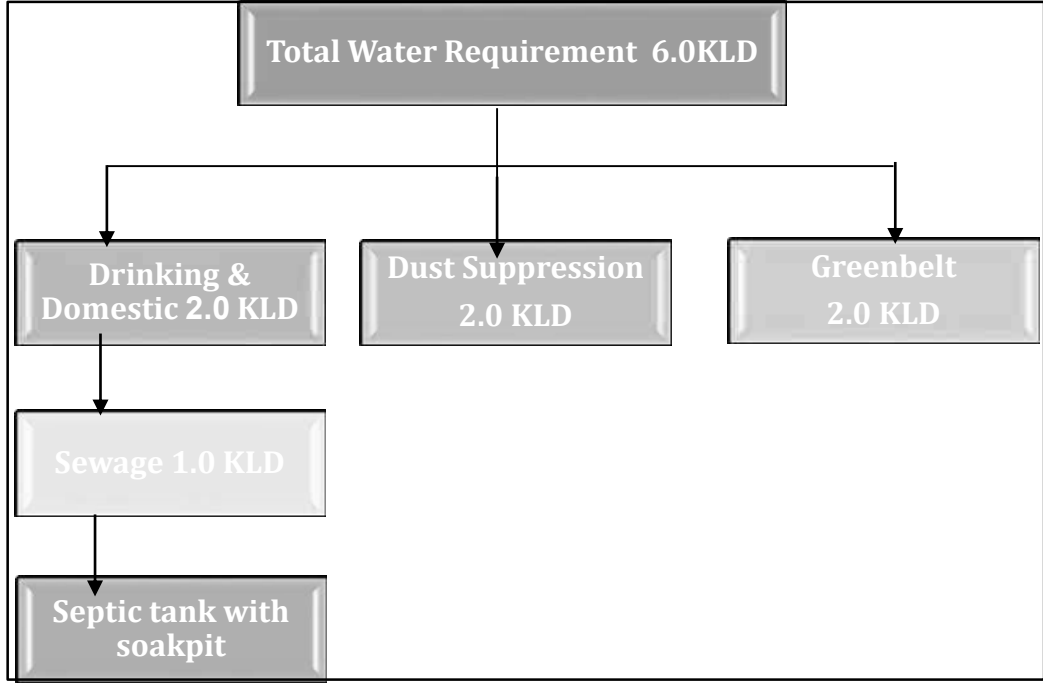 Total Water Requirement 6.0KLD
Drinking &
Domestic 2.0 KLD
Dust Suppression
2.0 KLD
Greenbelt
2.0 KLD
Sewage 1.0 KLD
Septic tank with
soakpit